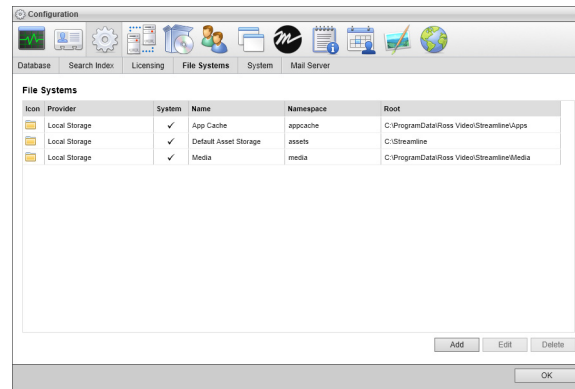 Configuration
Database Search Index Licensing File Systems System Mail Server
File Systems
Icon Provider System Name Namespace Root
Local Storage ✓ App Cache appcache C:\ProgramData\Ross Video\Streamline\Apps
Local Storage ✓ Default Asset Storage assets C:\Streamline
Local Storage ✓ Media media C:\ProgramData\Ross Video\Streamline\Media
Add Edit Delete
OK